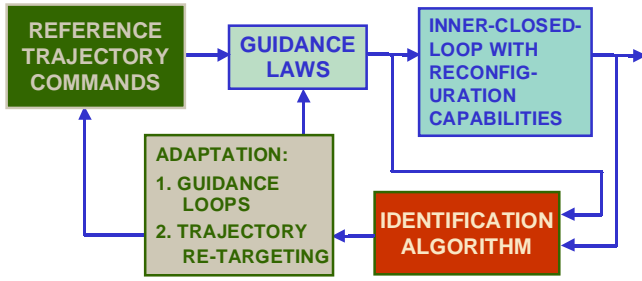 REFERENCE
TRAJECTORY
COMMANDS
GUIDANCE
LAWS
INNER-CLOSED-
LOOP WITH
RECONFIG-
URATION
CAPABILITIES
ADAPTATION:
1. GUIDANCE
LOOPS
2. TRAJECTORY
RE-TARGETING
IDENTIFICATION
ALGORITHM